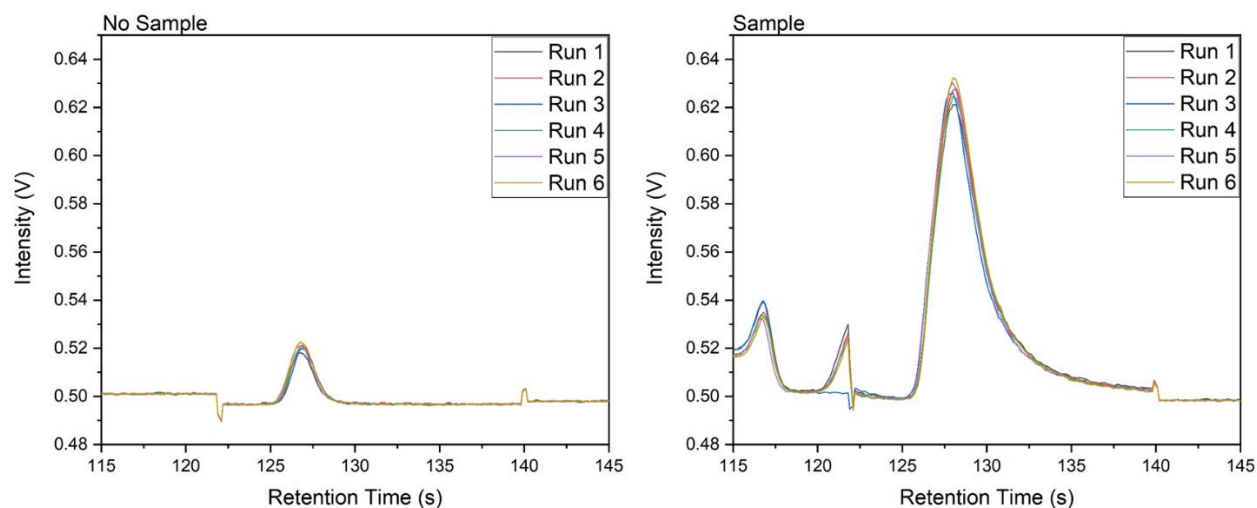 No Sample
Run 1
Run 2
Run 3
Run 4
Run 5
Run 6
0.64
0.62
0.60
0.58
0.56
0.54
0.52
0.50
0.48
Intensity (V)
115 120 125 130 135 140 145
Retention Time (s)
Sample
Run 1
Run 2
Run 3
Run 4
Run 5
Run 6
0.64
0.62
0.60
0.58
0.56
0.54
0.52
0.50
0.48
Intensity (V)
115 120 125 130 135 140 145
Retention Time (s)